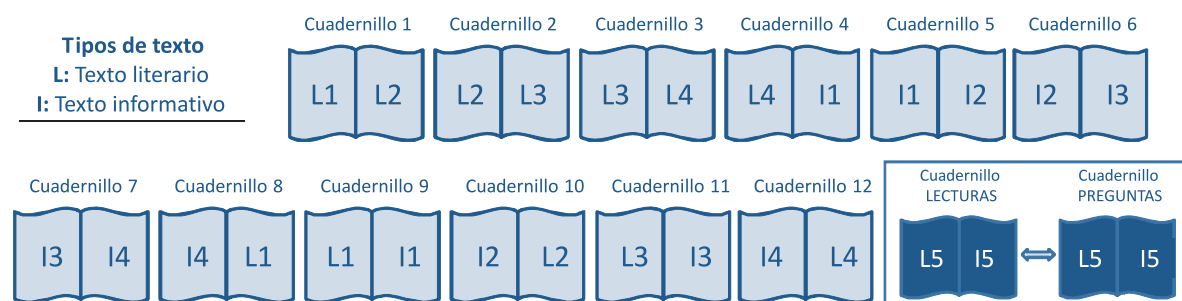 Tipos de texto
L: Texto literario
I: Texto informativo
Cuadernillo 1
Cuadernillo 2
Cuadernillo 3
Cuadernillo 4
Cuadernillo 5
Cuadernillo 6
L1 L2
L2 L3
L3 L4
L4 I1
I1 I2
I2 I3
Cuadernillo 7
Cuadernillo 8
Cuadernillo 9
Cuadernillo 10
Cuadernillo 11
Cuadernillo 12
I3 I4
I4 L1
L1 I1
I2 L2
L3 I3
I4 L4
Cuadernillo
LECTURAS
L5 I5
Cuadernillo
PREGUNTAS
L5 I5